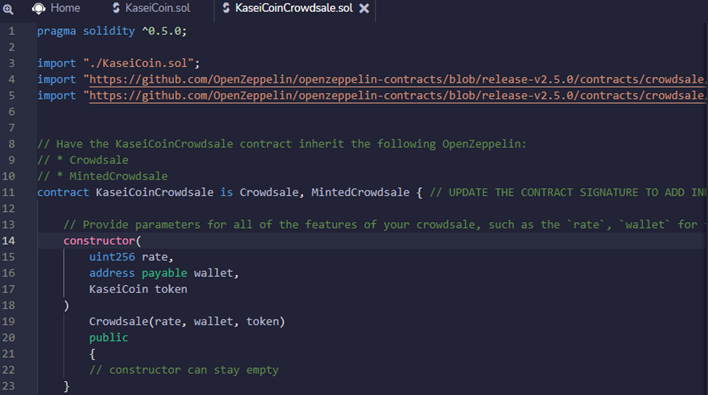 Home KaseiCoin.sol KaseiCoinCrowdsale.sol
1 pragma solidity ^0.5.0;
2
3 import "./KaseiCoin.sol";
4 import "https://github.com/OpenZeppelin/openzeppelin-contracts/blob/release-v2.5.0/contracts/crowdsale
5 import "https://github.com/OpenZeppelin/openzeppelin-contracts/blob/release-v2.5.0/contracts/crowdsale
6
7
8 // Have the KaseiCoinCrowdsale contract inherit the following OpenZeppelin:
9 // * Crowdsale
10 // * MintedCrowdsale
11 contract KaseiCoinCrowdsale is Crowdsale, MintedCrowdsale { // UPDATE THE CONTRACT SIGNATURE TO ADD
12
13 // Provide parameters for all of the features of your crowdsale, such as the `rate`, `wallet` for
14 constructor(
15 uint256 rate,
16 address payable wallet,
17 KaseiCoin token
18 )
19 Crowdsale(rate, wallet, token)
20 public
21 {
22 // constructor can stay empty
23 }